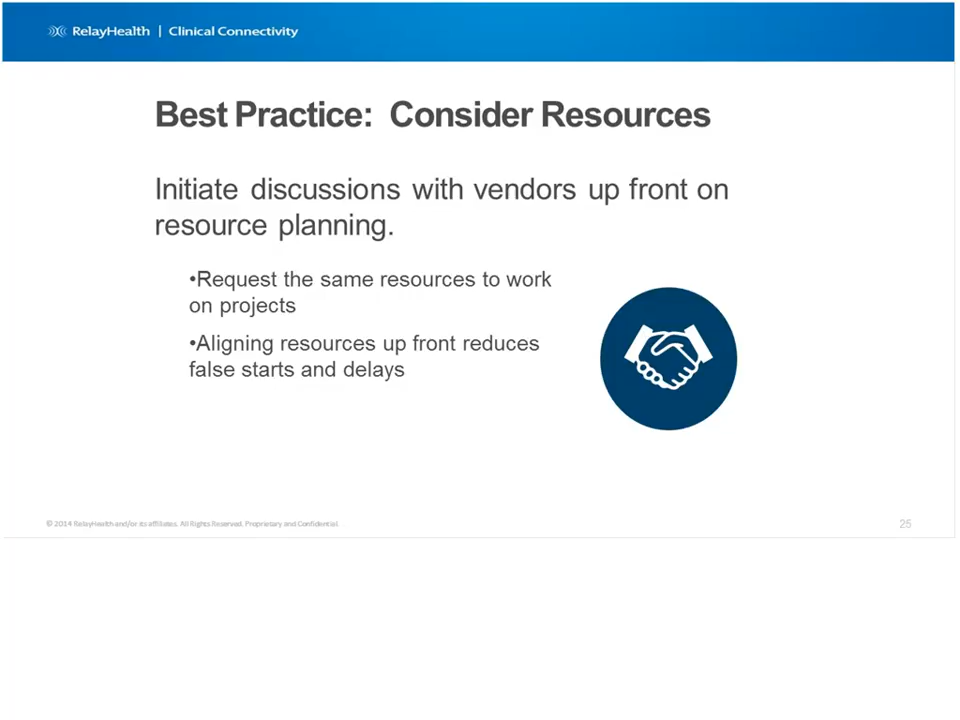 RelayHealth | Clinical Connectivity
Best Practice: Consider Resources
Initiate discussions with vendors up front on
resource planning.
•Request the same resources to work
on projects
•Aligning resources up front reduces
false starts and delays
© 2014 RelayHealth and/or its affiliates. All Rights Reserved. Proprietary and Confidential.
25